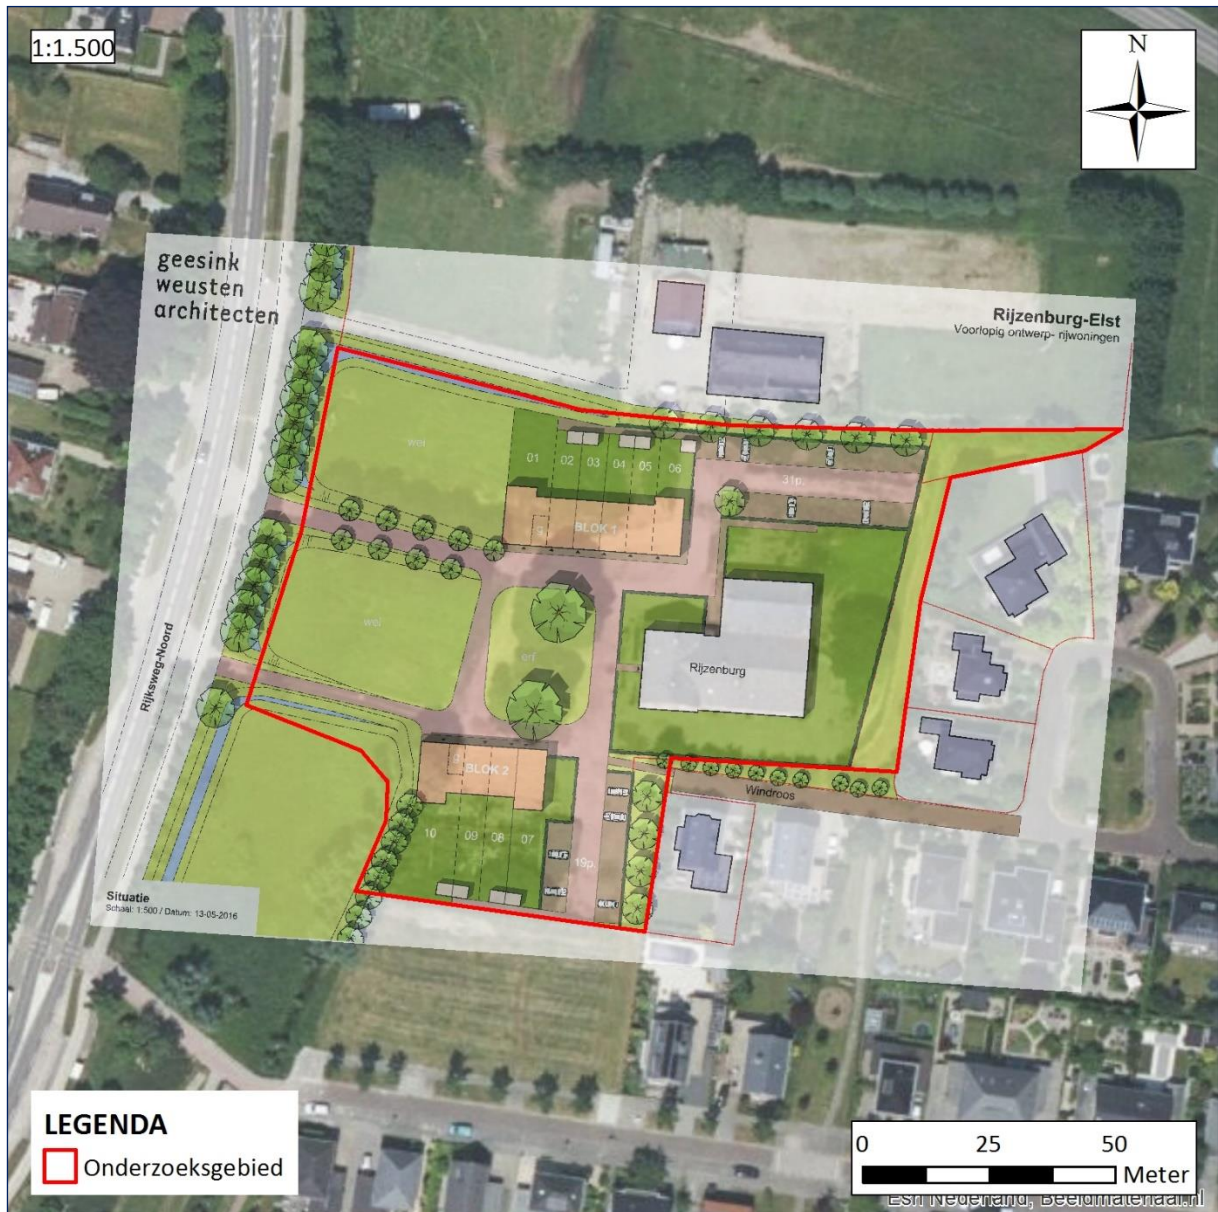 1:1.500
N
geesink
weusten
architecten
Rijzenburg-Elst
Voorlopig ontwerp- rijwoningen
wei
01
02
03
04
05
06
31p.
g
BLOK 1
wei
erf
Rijzenburg
Rijksweg-Noord
g
BLOK 2
Windroos
10
09
08
07
19p.
Situatie
Schaal: 1:500 / Datum: 13-05-2016
LEGENDA
Onderzoeksgebied
0 25 50
Meter
Esri Nederland, Beeldmateriaal.nl